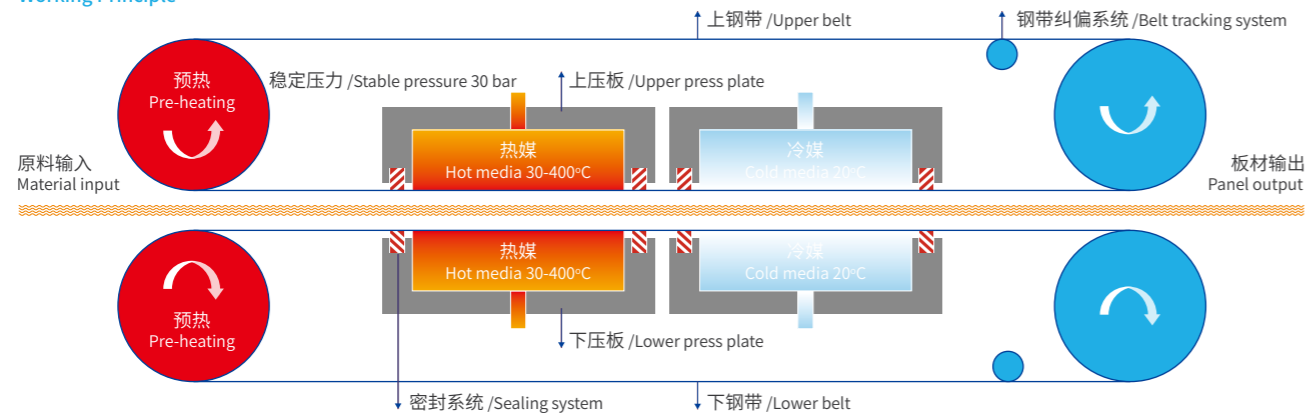 Working Principle
上钢带 /Upper belt
钢带纠偏系统 /Belt tracking system
预热
Pre-heating
稳定压力 /Stable pressure 30 bar
上压板 /Upper press plate
热媒
Hot media 30-400°C
冷媒
Cold media 20°C
原料输入
Material input
板材输出
Panel output
热媒
Hot media 30-400°C
冷媒
Cold media 20°C
预热
Pre-heating
下压板 /Lower press plate
密封系统 /Sealing system
下钢带 /Lower belt